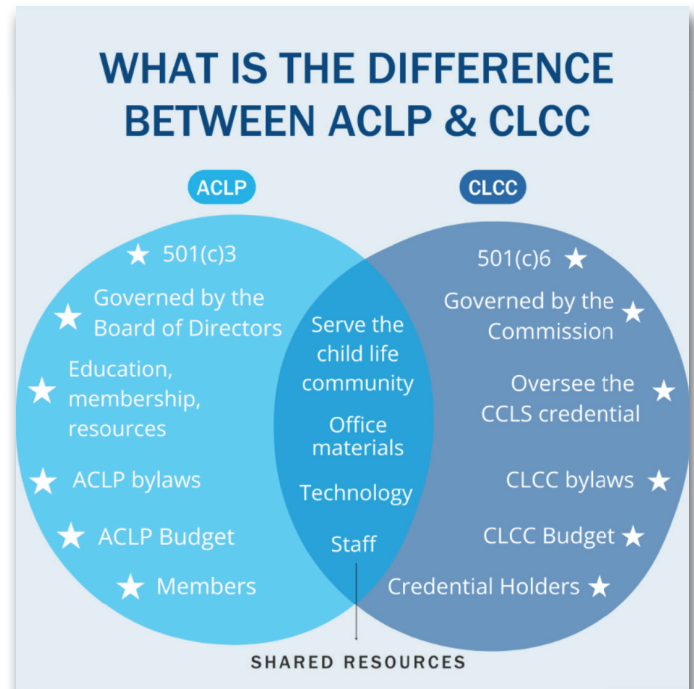 WHAT IS THE DIFFERENCE
BETWEEN ACLP & CLCC
ACLP
501(c)3
Governed by the
Board of Directors
Education,
membership,
resources
ACLP bylaws
ACLP Budget
Members
Serve the
child life
community
Office
materials
Technology
Staff
CLCC
501(c)6
Governed by the
Commission
Oversee the
CCLS credential
CLCC bylaws
CLCC Budget
Credential Holders
SHARED RESOURCES